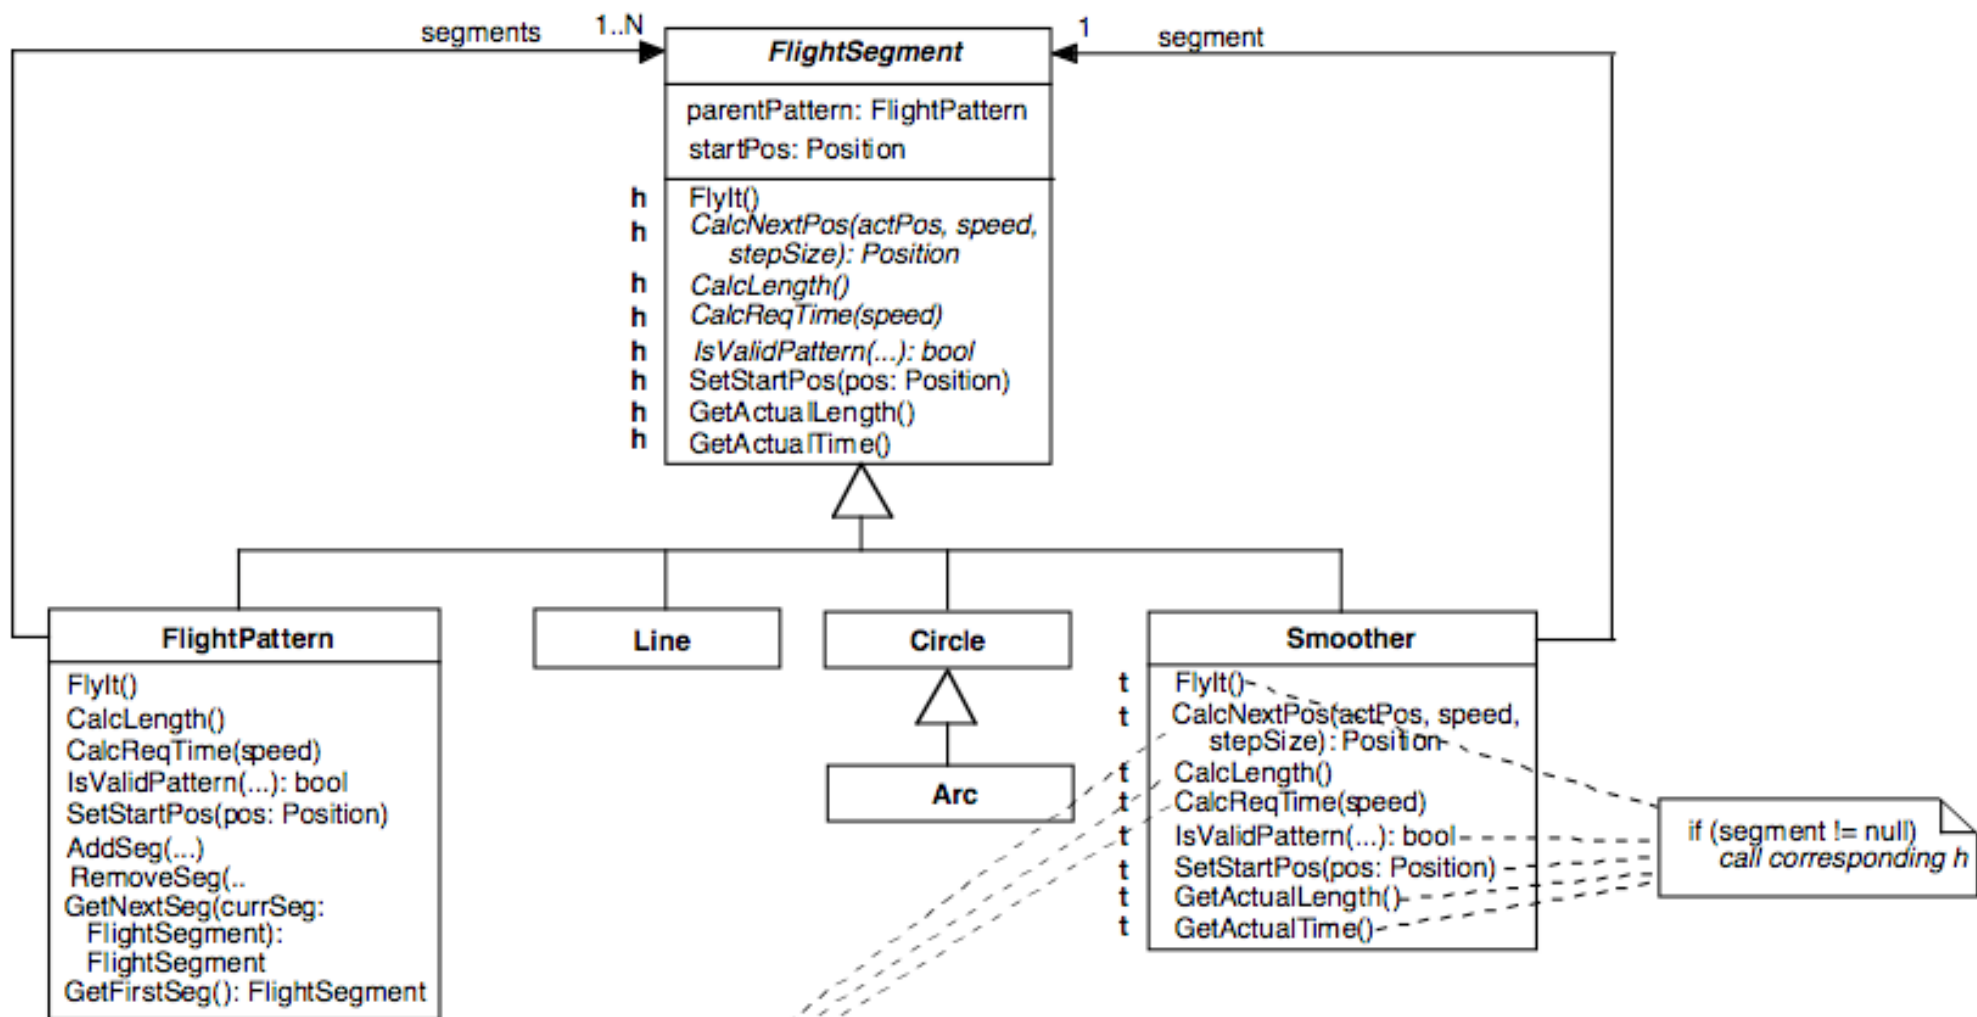 segments
1..N
1
segment
FlightSegment
parentPattern: FlightPattern
startPos: Position
h FlyIt()
h CalcNextPos(actPos, speed,
stepSize): Position
h CalcLength()
h CalcReqTime(speed)
h IsValidPattern(...): bool
h SetStartPos(pos: Position)
h GetActualLength()
h GetActualTime()
FlightPattern
FlyIt()
CalcLength()
CalcReqTime(speed)
IsValidPattern(...): bool
SetStartPos(pos: Position)
AddSeg(...)
RemoveSeg(..
GetNextSeg(currSeg:
FlightSegment):
FlightSegment
GetFirstSeg(): FlightSegment
Line
Circle
Arc
Smoother
t FlyIt()
t CalcNextPos(actPos, speed,
stepSize): Position
t CalcLength()
t CalcReqTime(speed)
t IsValidPattern(...): bool
t SetStartPos(pos: Position)
t GetActualLength()
t GetActualTime()
if (segment != null)
call corresponding h